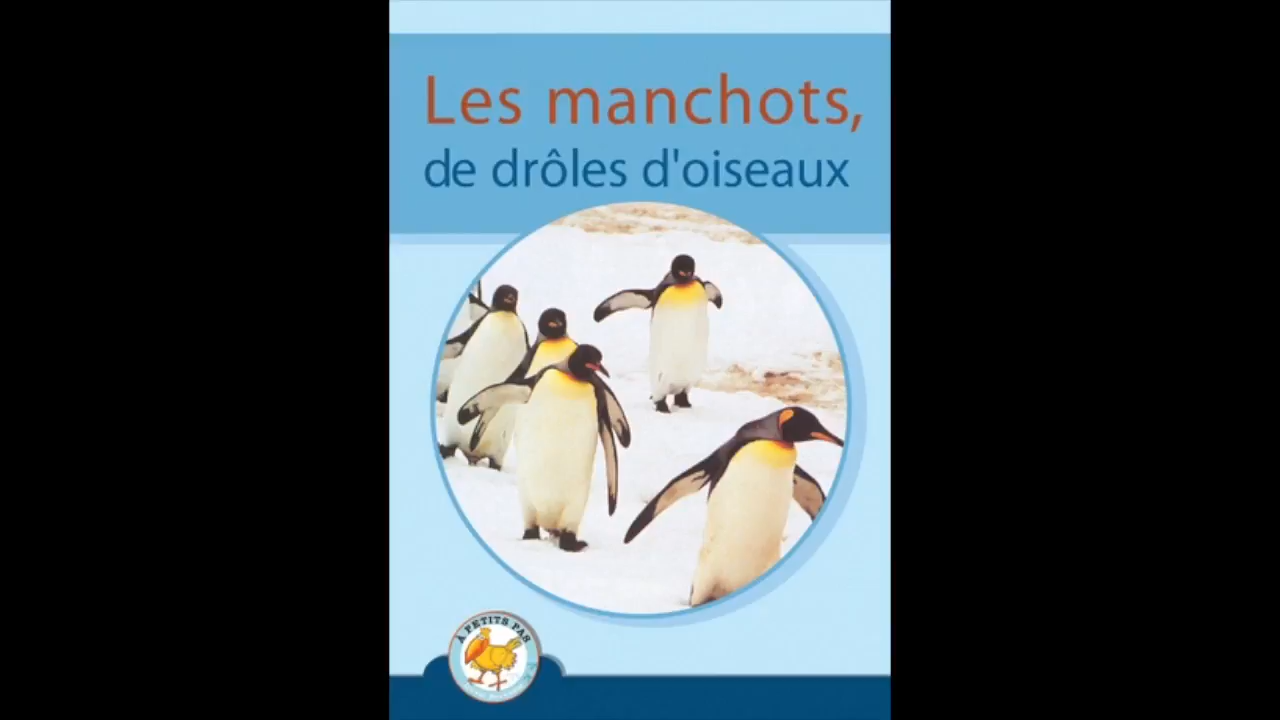 Les manchots,
de drôles d'oiseaux
À PETITS PAS